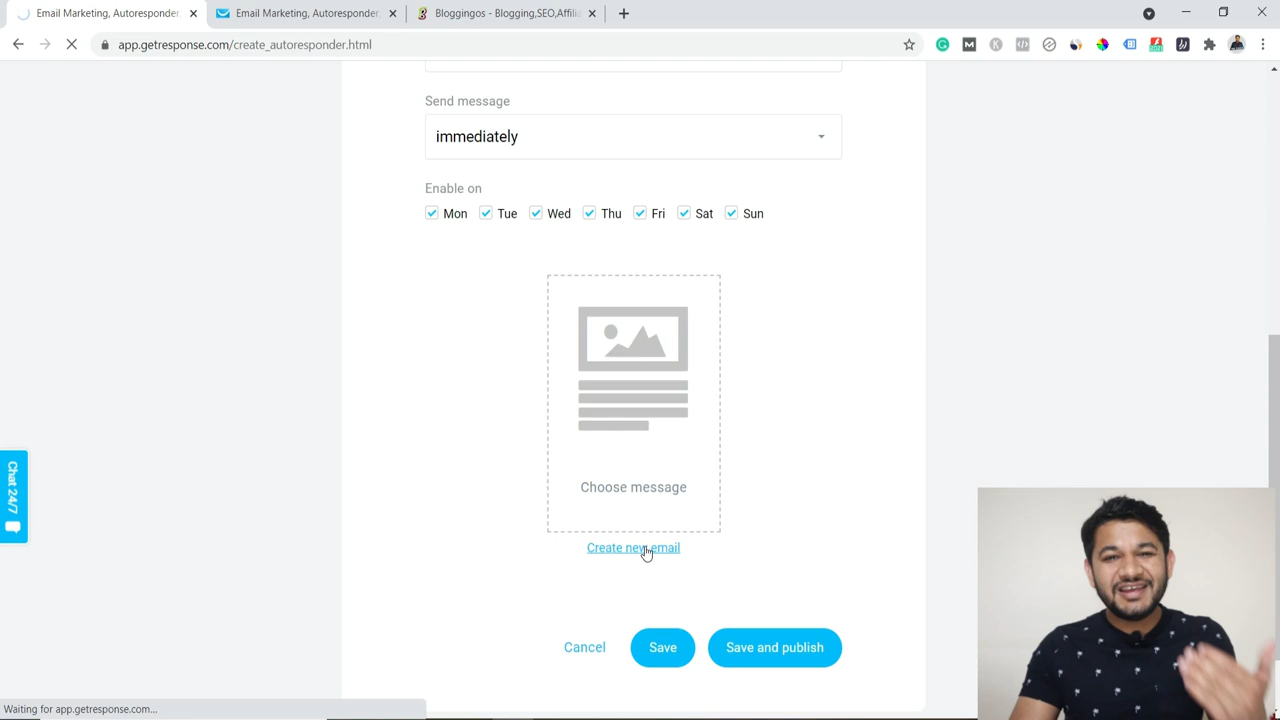 Email Marketing, Autoresponder,
Email Marketing, Autoresponder,
Bloggingos - Blogging,SEO,Affilia
app.getresponse.com/create_autoresponder.html
Send message
immediately
Enable on
Mon Tue Wed Thu Fri Sat Sun
Choose message
Create new email
Chat 24/7
Cancel Save Save and publish
Waiting for app.getresponse.com...